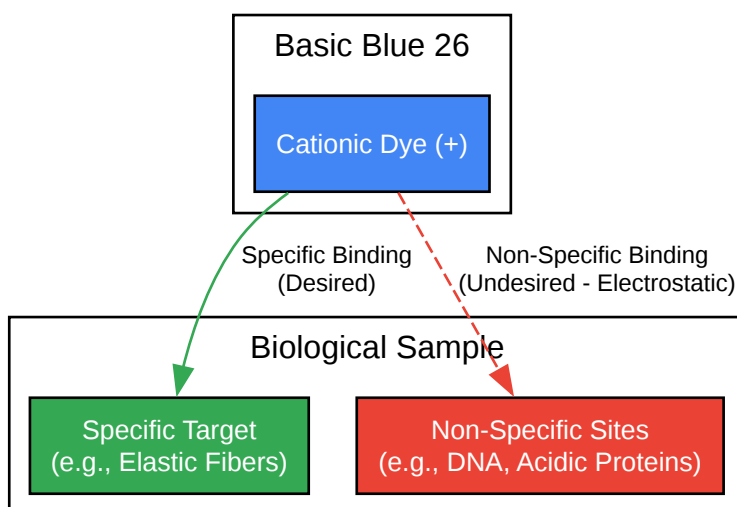 Basic Blue 26
Cationic Dye (+)
Specific Binding
(Desired)
Non-Specific Binding
(Undesired - Electrostatic)
Biological Sample
Specific Target
(e.g., Elastic Fibers)
Non-Specific Sites
(e.g., DNA, Acidic Proteins)